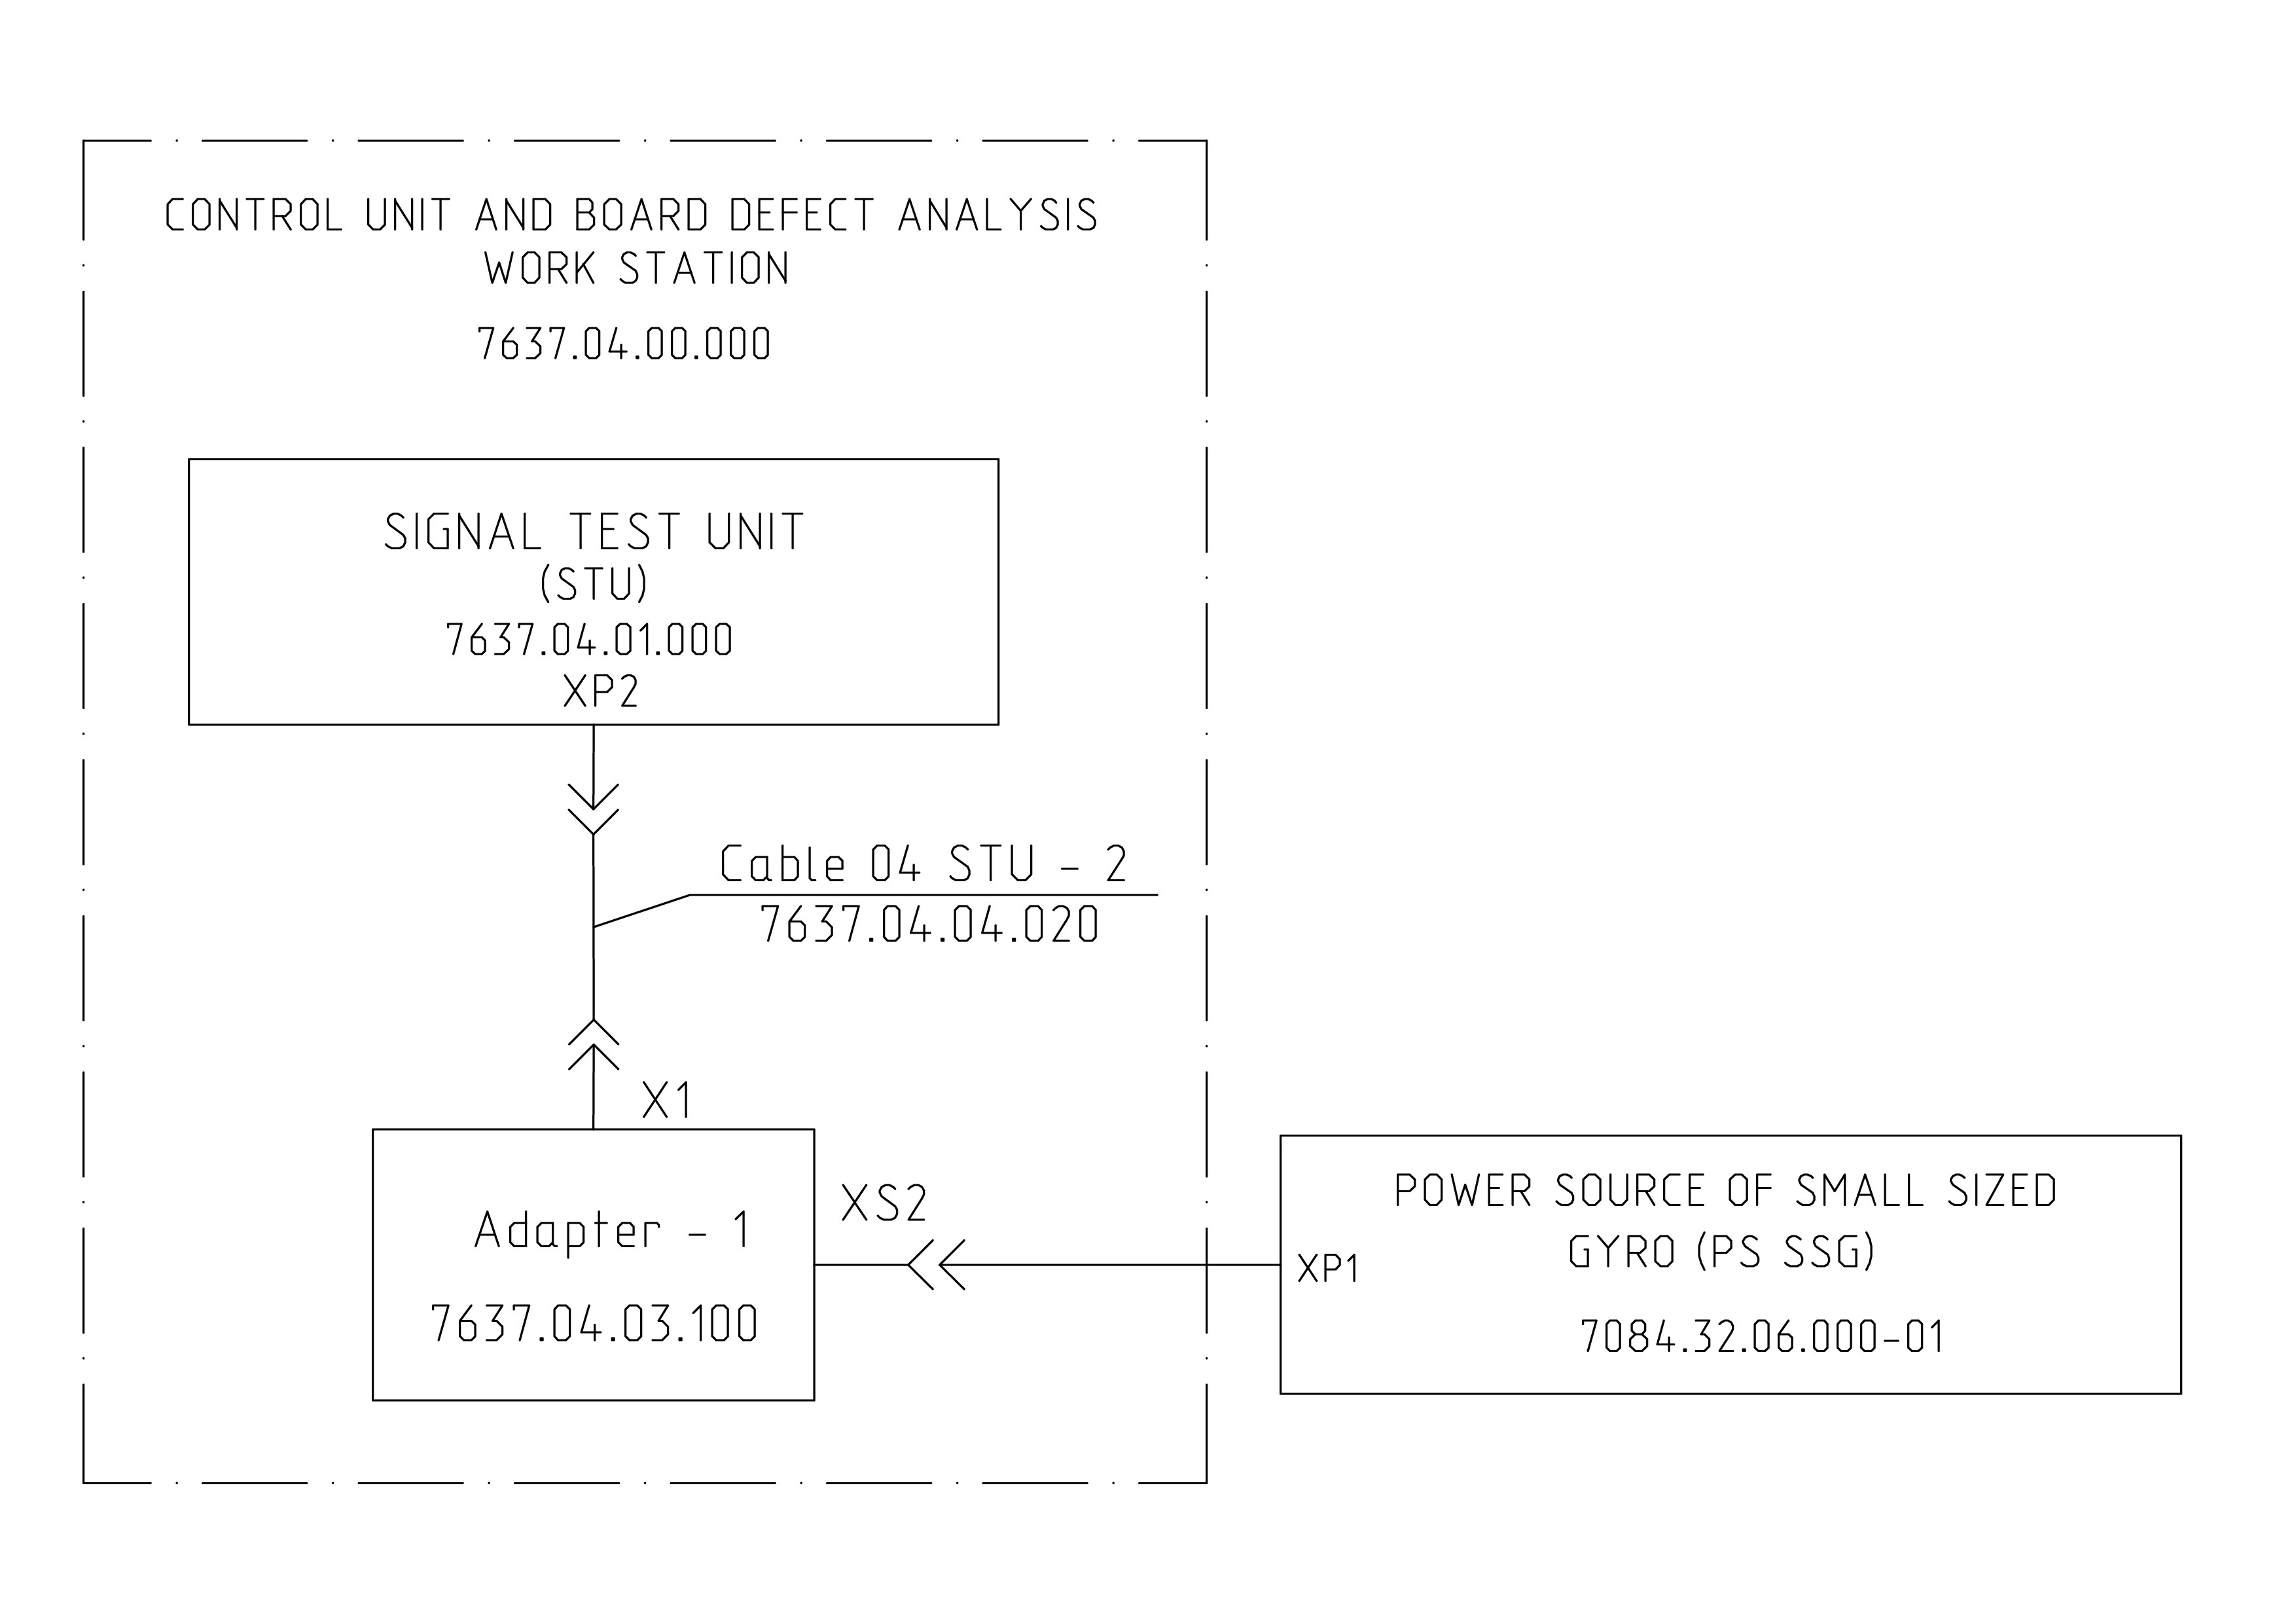 CONTROL UNIT AND BOARD DEFECT ANALYSIS
WORK STATION
7637.04.00.000
SIGNAL TEST UNIT
(STU)
7637.04.01.000
XP2
Cable 04 STU - 2
7637.04.04.020
X1
Adapter - 1
7637.04.03.100
XS2
XP1
POWER SOURCE OF SMALL SIZED
GYRO (PS SSG)
7084.32.06.000-01